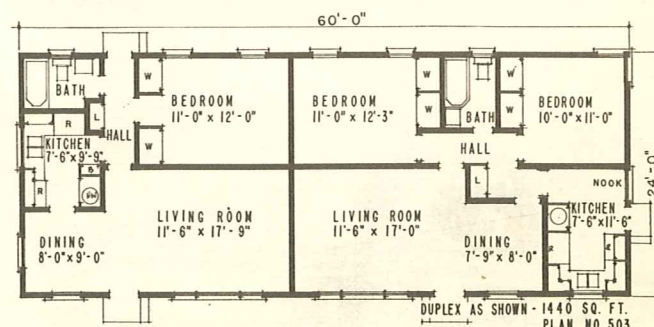 60'-0"
BATH
W
BEDROOM
11'-0" x 12'-0"
BEDROOM
11'-0" x 12'-3"
W
W
BATH
W
W
BEDROOM
10'-0" x 11'-0"
L
R
HALL
W
KITCHEN
7'-6" x 9'-9"
HALL
24'-0"
B
R
L
NOOK
LIVING ROOM
11'-6" x 17'-9"
LIVING ROOM
11'-6" x 17'-0"
KITCHEN
7'-6" x 11'-6"
DINING
8'-0" x 9'-0"
DINING
7'-9" x 8'-0"
R
DUPLEX AS SHOWN - 1440 SQ. FT.
PLAN NO. 503